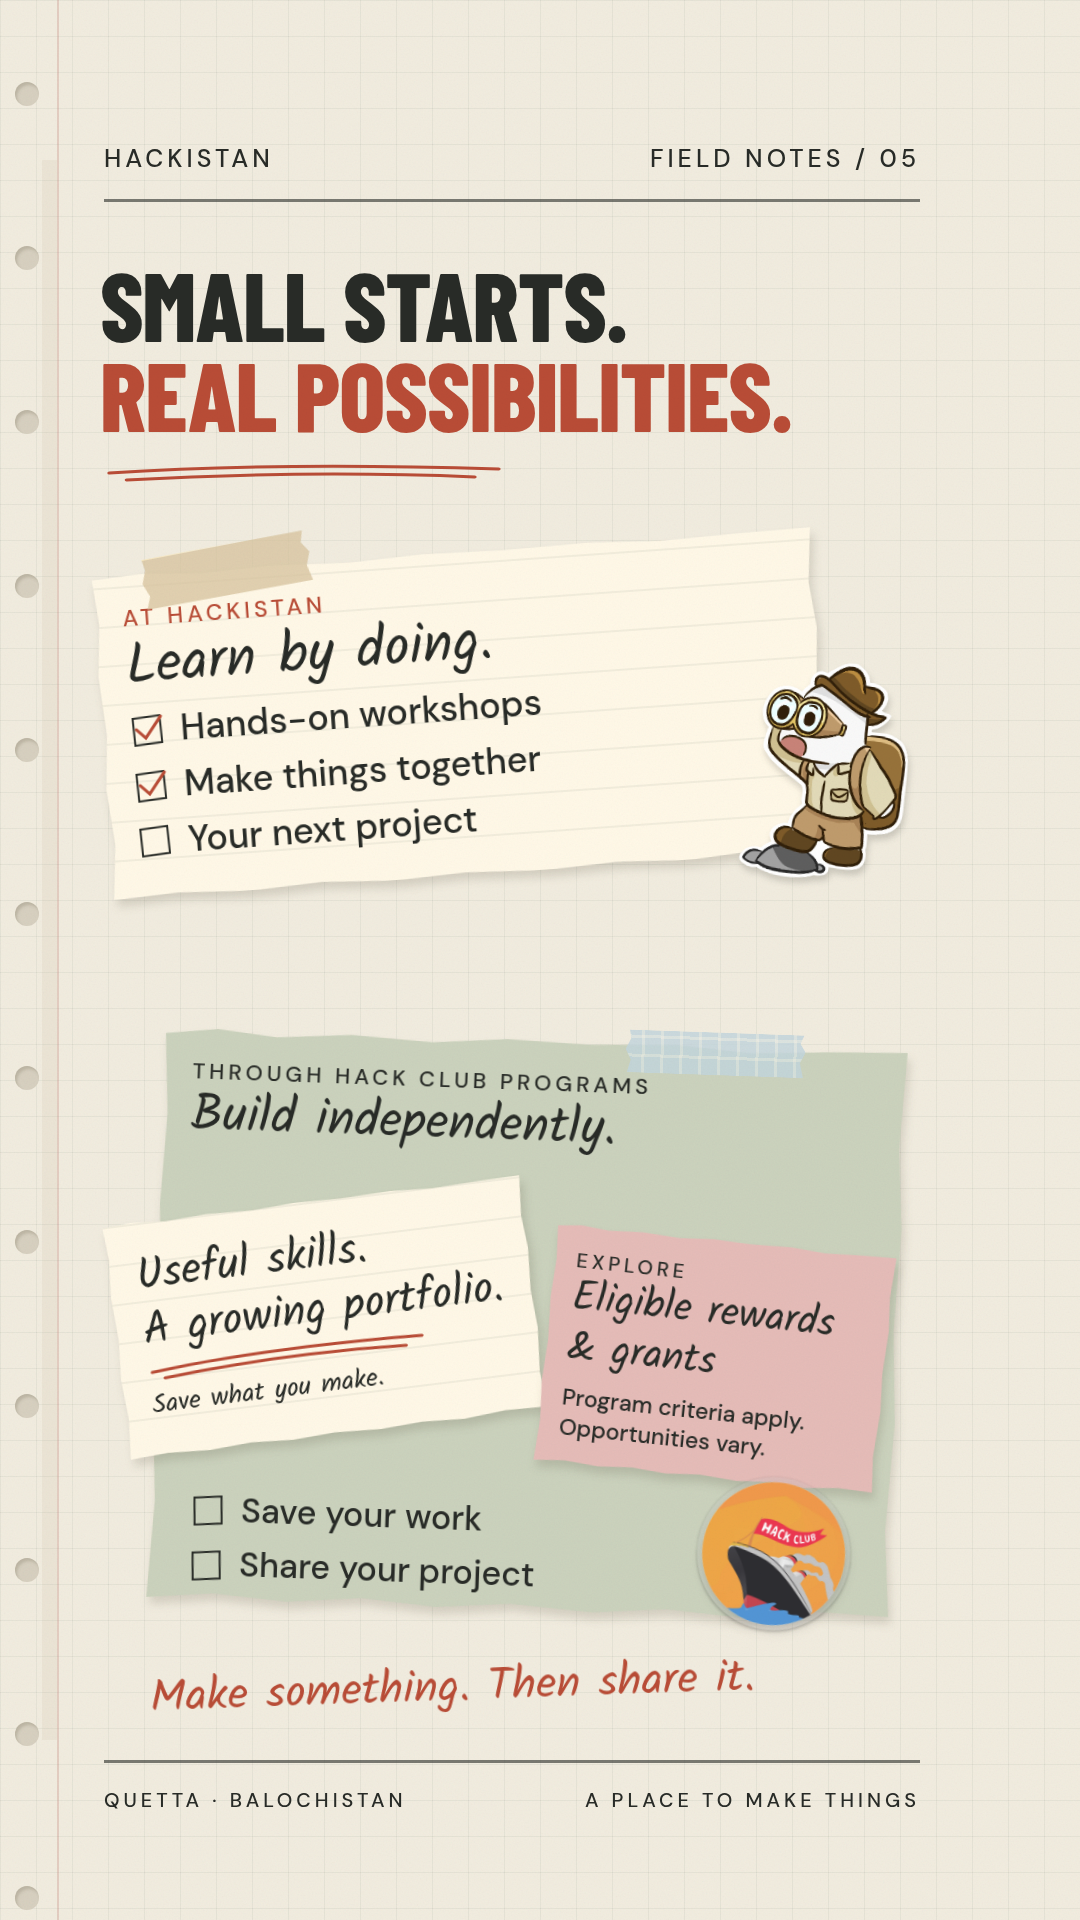 HACKISTAN
FIELD NOTES / 05
SMALL STARTS.
REAL POSSIBILITIES.
AT HACKISTAN
Learn by doing.
Hands-on workshops
Make things together
Your next project
THROUGH HACK CLUB PROGRAMS
Build independently.
Useful skills.
A growing portfolio.
Save what you make.
EXPLORE
Eligible rewards
& grants
Program criteria apply.
Opportunities vary.
Save your work
Share your project
HACK CLUB
Make something. Then share it.
QUETTA · BALOCHISTAN
A PLACE TO MAKE THINGS